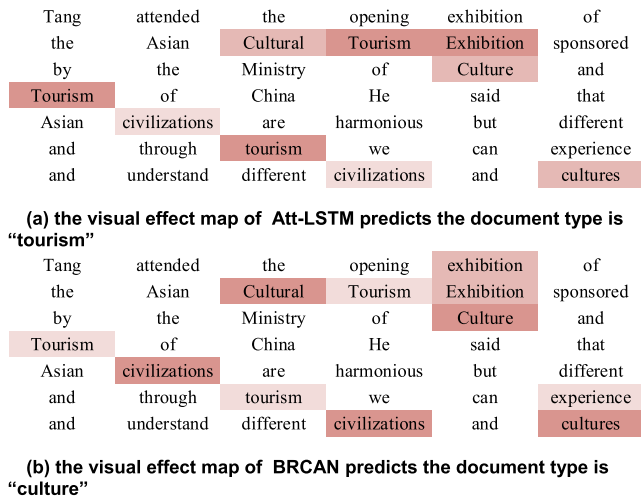 Tang attended the opening exhibition of
the Asian Cultural Tourism Exhibition sponsored
by the Ministry of Culture and
Tourism of China He said that
Asian civilizations are harmonious but different
and through tourism we can experience
and understand different civilizations and cultures
(a) the visual effect map of Att-LSTM predicts the document type is
“tourism”
Tang attended the opening exhibition of
the Asian Cultural Tourism Exhibition sponsored
by the Ministry of Culture and
Tourism of China He said that
Asian civilizations are harmonious but different
and through tourism we can experience
and understand different civilizations and cultures
(b) the visual effect map of BRCAN predicts the document type is
“culture”